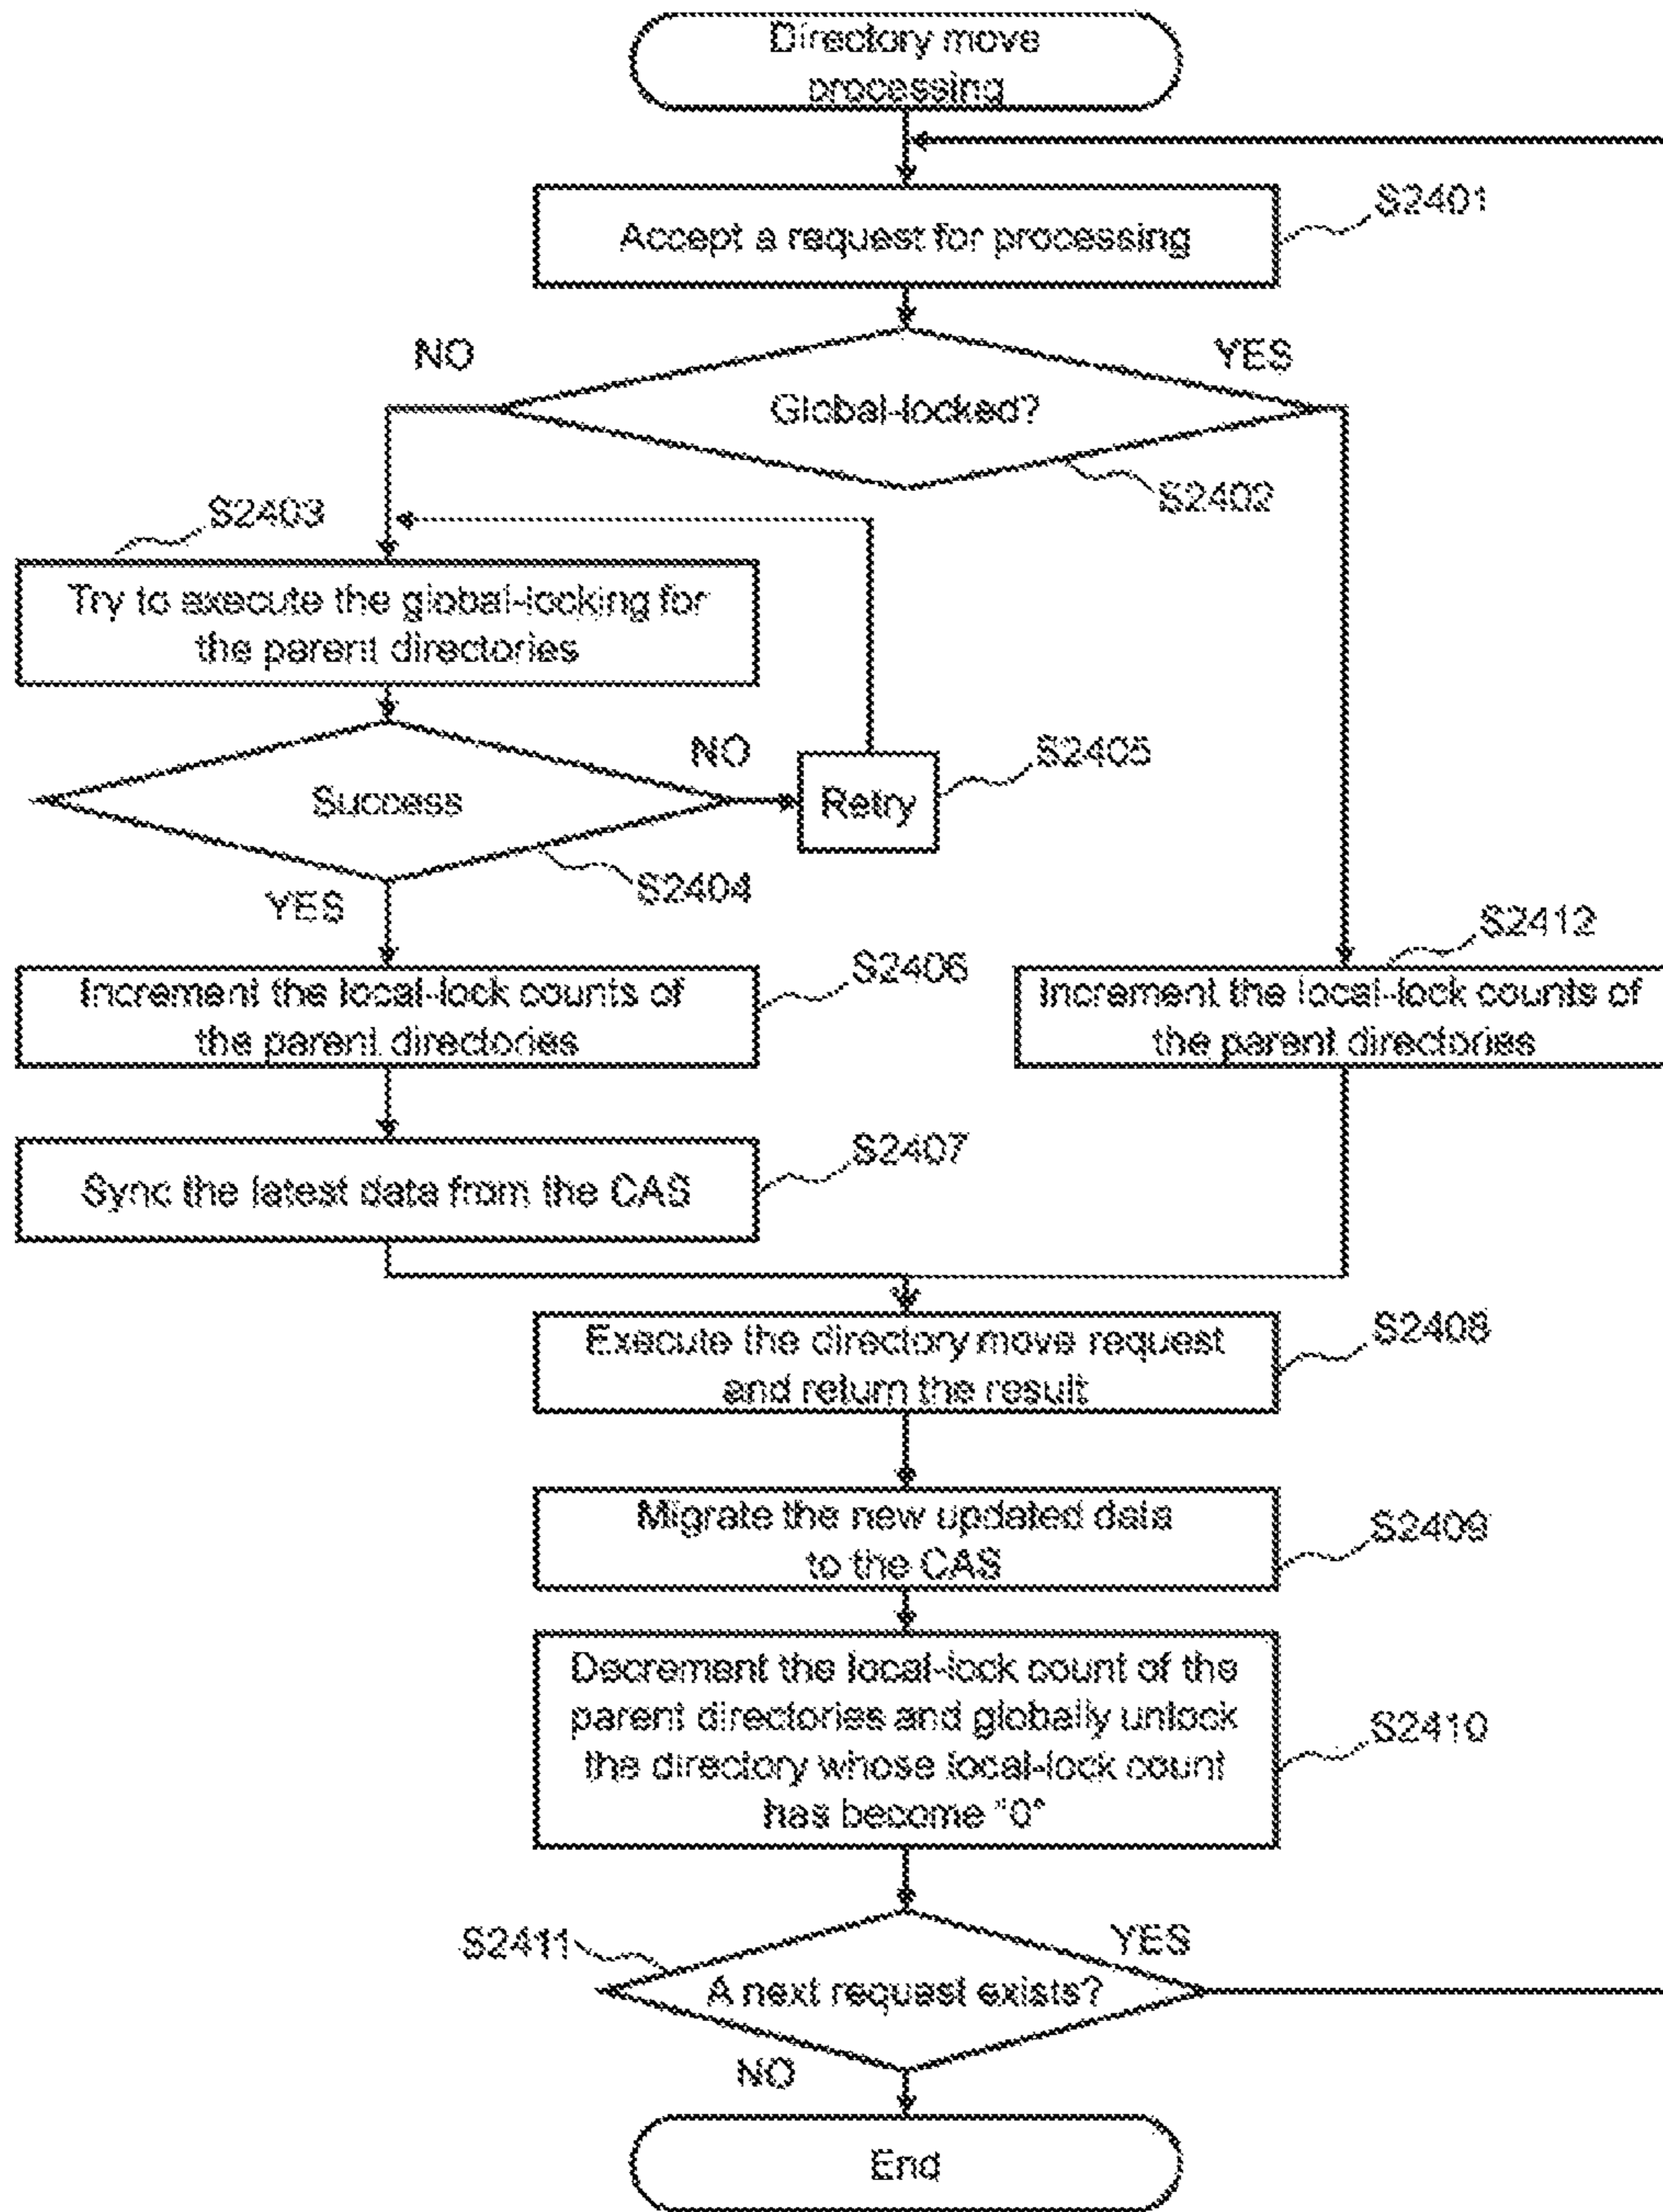 Directory move
processing
S2401
Accept a request for processing
NO
YES
Global-locked?
S2402
S2403
Try to execute the global-locking for
the parent directories
NO
S2405
Success
Retry
S2404
YES
S2412
S2406
Increment the local-lock counts of
the parent directories
Increment the local-lock counts of
the parent directories
S2407
Sync the latest data from the CAS
S2408
Execute the directory move request
and return the result
Migrate the new updated data
to the CAS
S2409
Decrement the local-lock count of the
parent directories and globally unlock
the directory whose local-lock count
has become "0"
S2410
S2411
YES
A next request exists?
NO
End